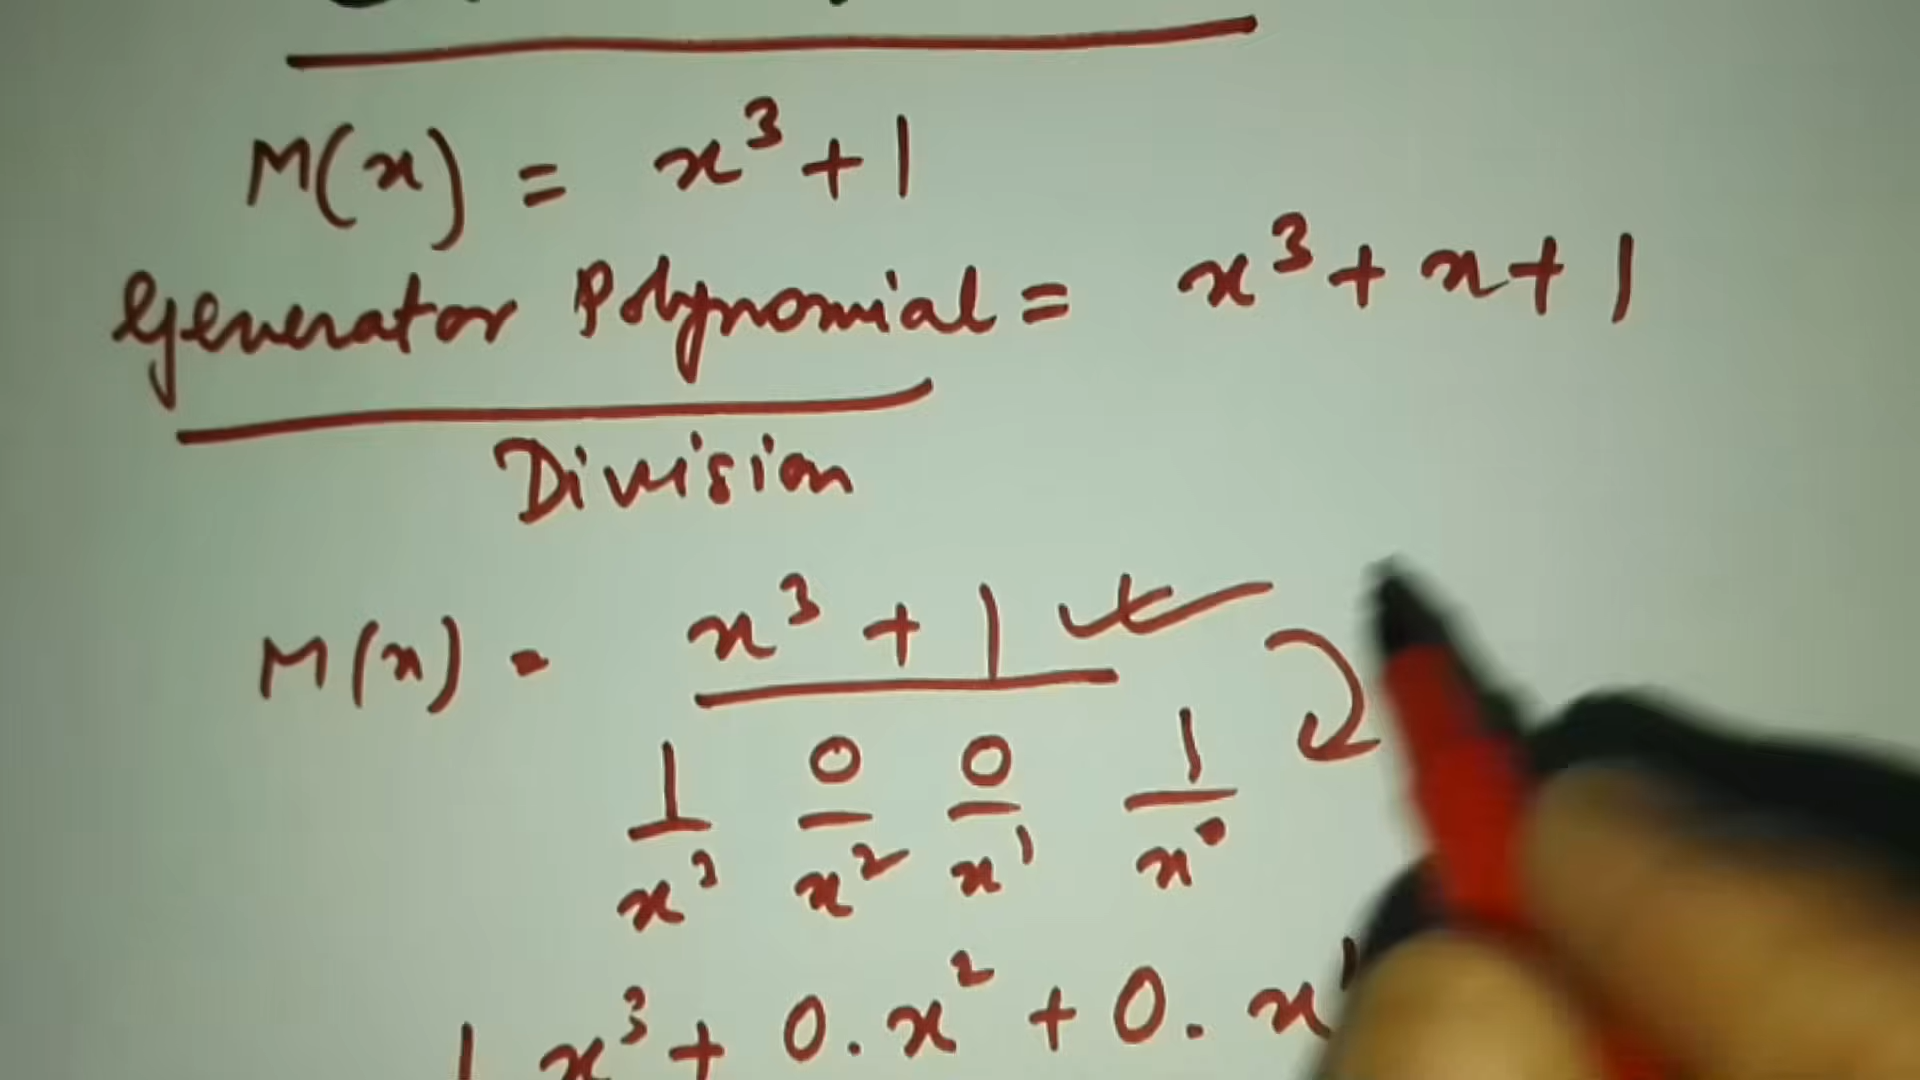 M(x) = x³ + 1
Generator Polynomial = x³ + x + 1
Division
M(x) = x³ + 1
1 0 0 1
x³ x² x¹ x⁰
1 x³ + 0. x² + 0. x¹